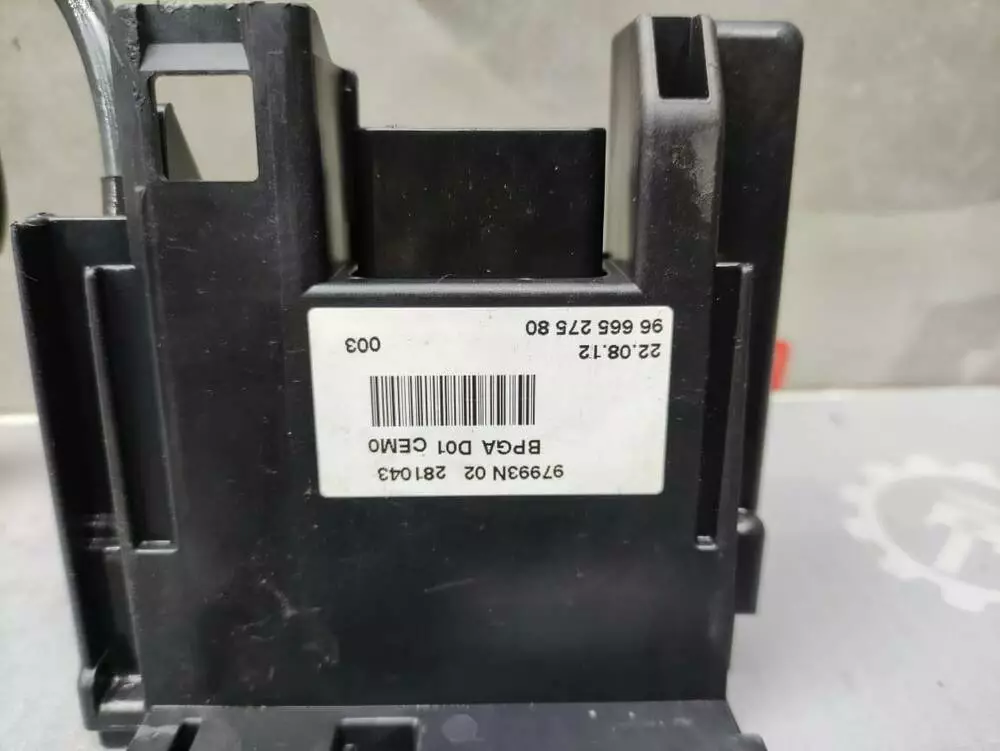 97993N 02 281043
BPGA D01 CEM0
22.08.12 003
96 665 275 80